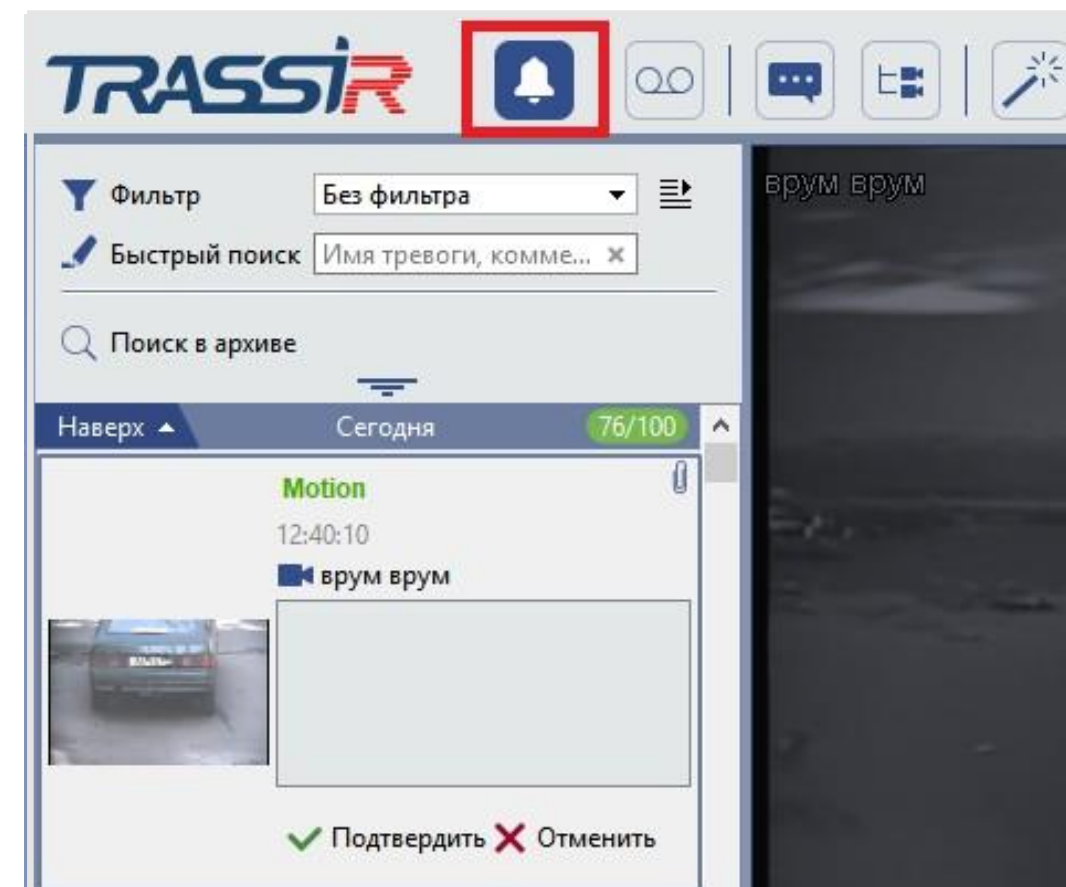 TRASSIR
Фильтр Без фильтра
Быстрый поиск Имя тревоги, комме...
Поиск в архиве
Наверх Сегодня 76/100
Motion
12:40:10
врум врум
Подтвердить Отменить
врум врум